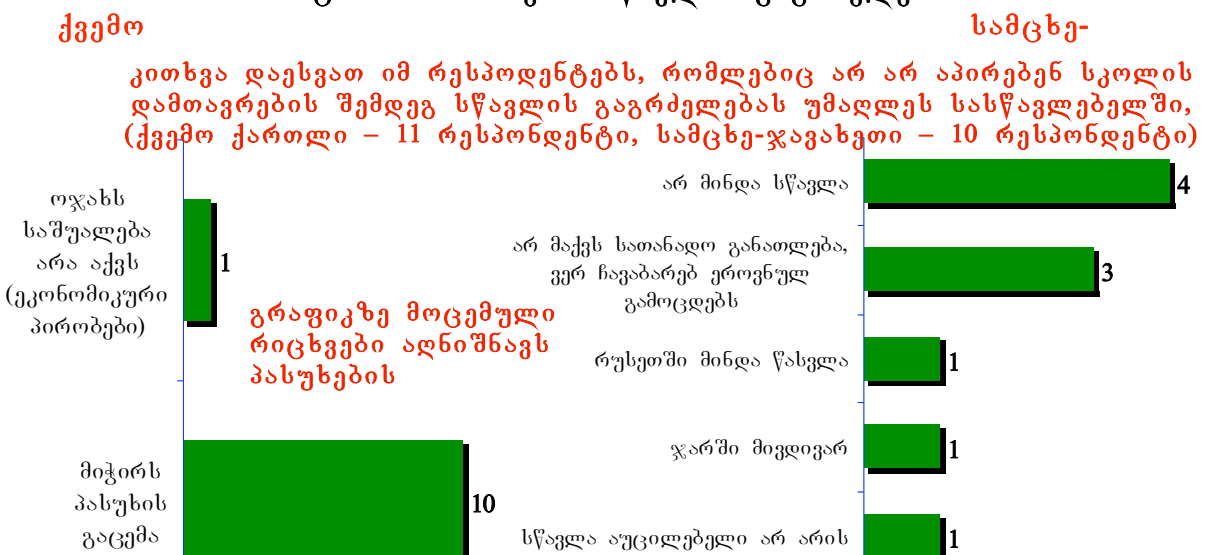 ქვემო
სამცხე-
კითხვა დაესვათ იმ რესპოდენტებს, რომლებიც არ არ აპირებენ სკოლის
დამთავრების შემდეგ სწავლის გაგრძელებას უმაღლეს სასწავლებელში,
(ქვემო ქართლი – 11 რესპონდენტი, სამცხე-ჯავახეთი – 10 რესპონდენტი)
ოჯახს
საშუალება
არა აქვს
(ეკონომიკური
პირობები)
1
გრაფიკზე მოცემული
რიცხვები აღნიშნავს
პასუხების
მიჭირს
პასუხის
გაცემა
10
არ მინდა სწავლა
4
არ მაქვს სათანადო განათლება,
ვერ ჩავაბარებ ეროვნულ
გამოცდებს
3
რუსეთში მინდა წასვლა
1
ჯარში მივდივარ
1
სწავლა აუცილებელი არ არის
1